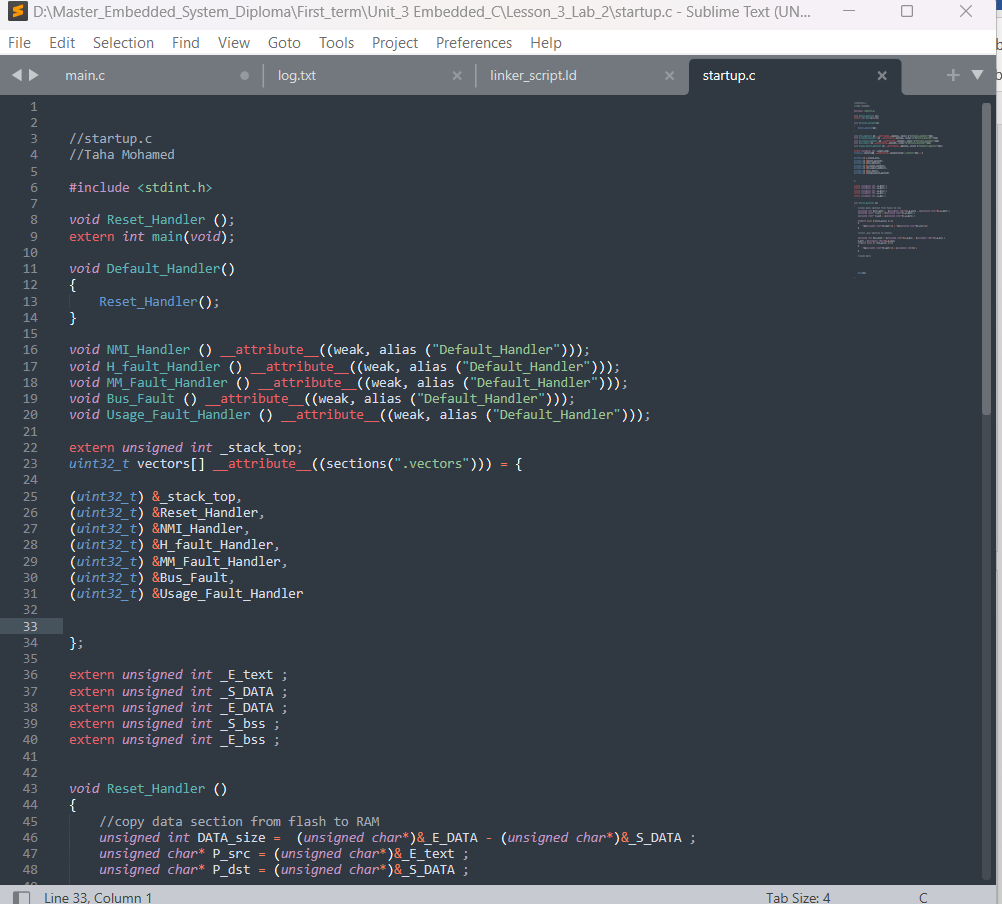 D:\Master_Embedded_System_Diploma\First_term\Unit_3 Embedded_C\Lesson_3_Lab_2\startup.c - Sublime Text (UN...
File Edit Selection Find View Goto Tools Project Preferences Help
main.c log.txt linker_script.ld startup.c
1
2
3 //startup.c
4 //Taha Mohamed
5
6 #include <stdint.h>
7
8 void Reset_Handler ();
9 extern int main(void);
10
11 void Default_Handler()
12 {
13 Reset_Handler();
14 }
15
16 void NMI_Handler () __attribute__((weak, alias ("Default_Handler")));
17 void H_fault_Handler () __attribute__((weak, alias ("Default_Handler")));
18 void MM_Fault_Handler () __attribute__((weak, alias ("Default_Handler")));
19 void Bus_Fault () __attribute__((weak, alias ("Default_Handler")));
20 void Usage_Fault_Handler () __attribute__((weak, alias ("Default_Handler")));
21
22 extern unsigned int _stack_top;
23 uint32_t vectors[] __attribute__((sections(".vectors"))) = {
24
25 (uint32_t) &_stack_top,
26 (uint32_t) &Reset_Handler,
27 (uint32_t) &NMI_Handler,
28 (uint32_t) &H_fault_Handler,
29 (uint32_t) &MM_Fault_Handler,
30 (uint32_t) &Bus_Fault,
31 (uint32_t) &Usage_Fault_Handler
32
33
34 };
35
36 extern unsigned int _E_text ;
37 extern unsigned int _S_DATA ;
38 extern unsigned int _E_DATA ;
39 extern unsigned int _S_bss ;
40 extern unsigned int _E_bss ;
41
42
43 void Reset_Handler ()
44 {
45 //copy data section from flash to RAM
46 unsigned int DATA_size = (unsigned char*)&_E_DATA - (unsigned char*)&_S_DATA ;
47 unsigned char* P_src = (unsigned char*)&_E_text ;
48 unsigned char* P_dst = (unsigned char*)&_S_DATA ;
Line 33, Column 1 Tab Size: 4 C